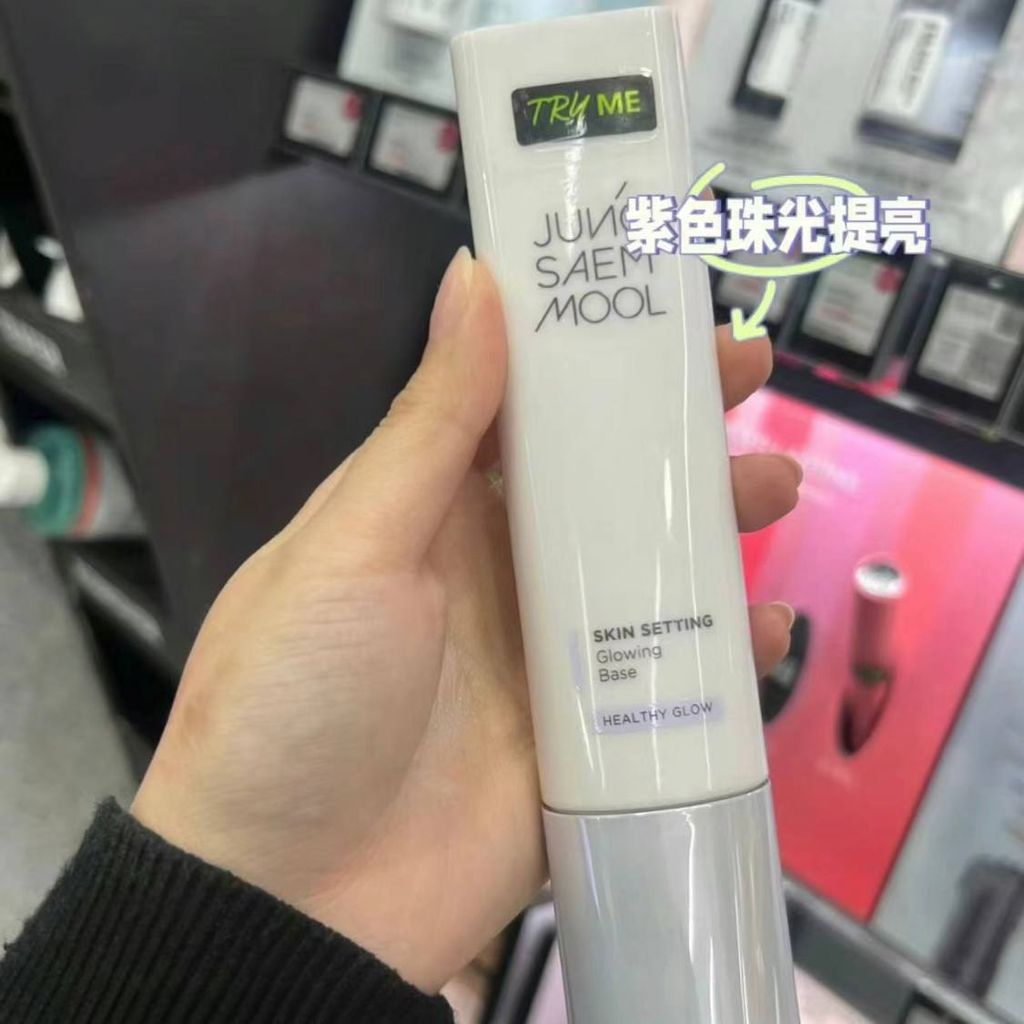 TRY ME
JUNG
SAEM
MOOL
紫色珠光提亮
SKIN SETTING
Glowing
Base
HEALTHY GLOW